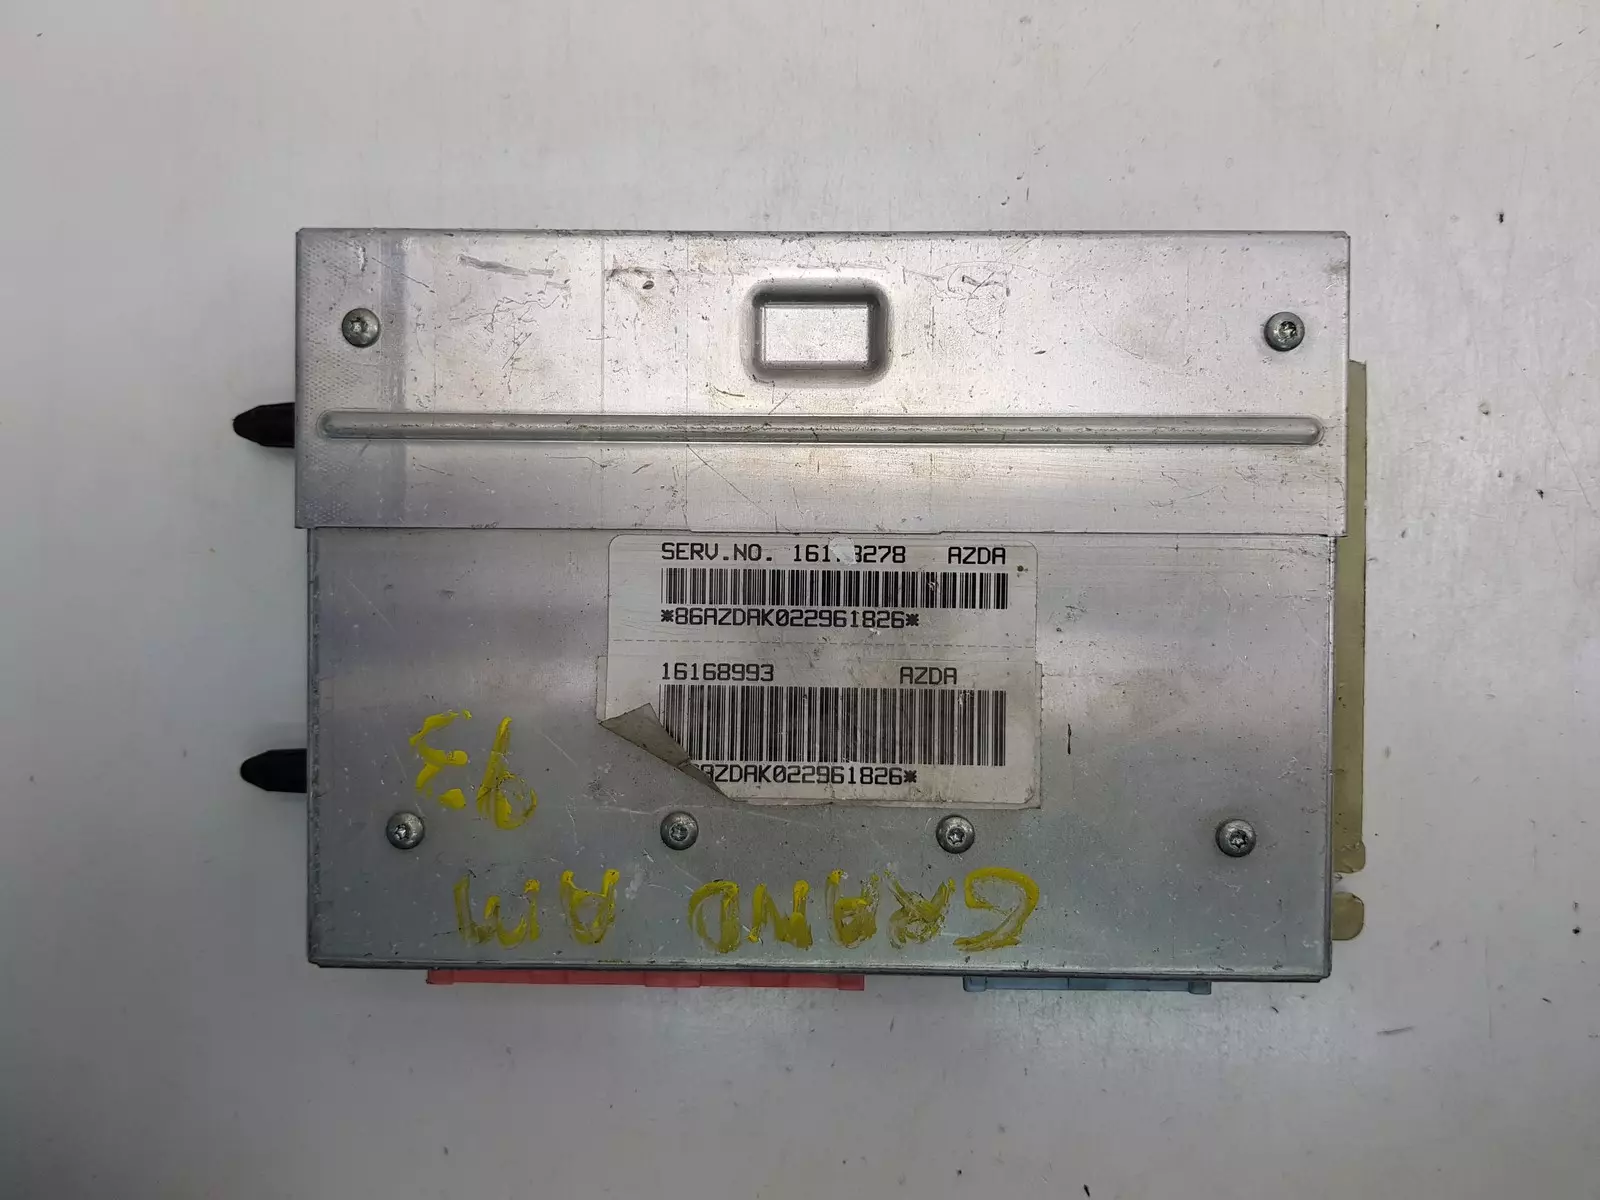 SERV.NO. AZDA
*86AZDAK022961826*
16168993 AZDA
AZDAK022961826*
93
GRAND AM